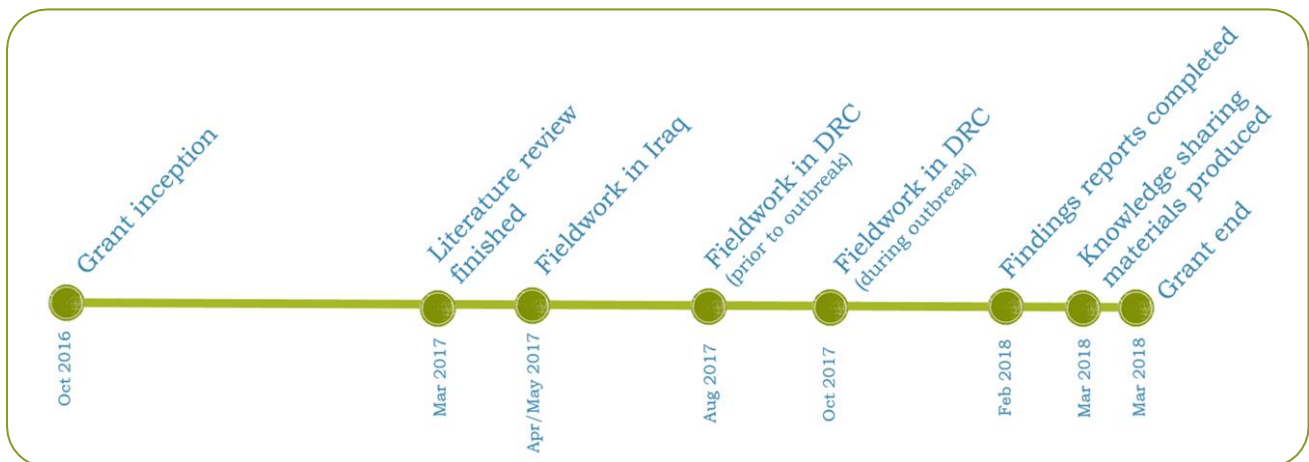 Grant inception
Literature review
finished
Fieldwork in Iraq
Fieldwork in DRC
(prior to outbreak)
Fieldwork in DRC
(during outbreak)
Findings reports completed
Knowledge sharing
materials produced
Grant end
Oct 2016
Mar 2017
Apr/May 2017
Aug 2017
Oct 2017
Feb 2018
Mar 2018
Mar 2018